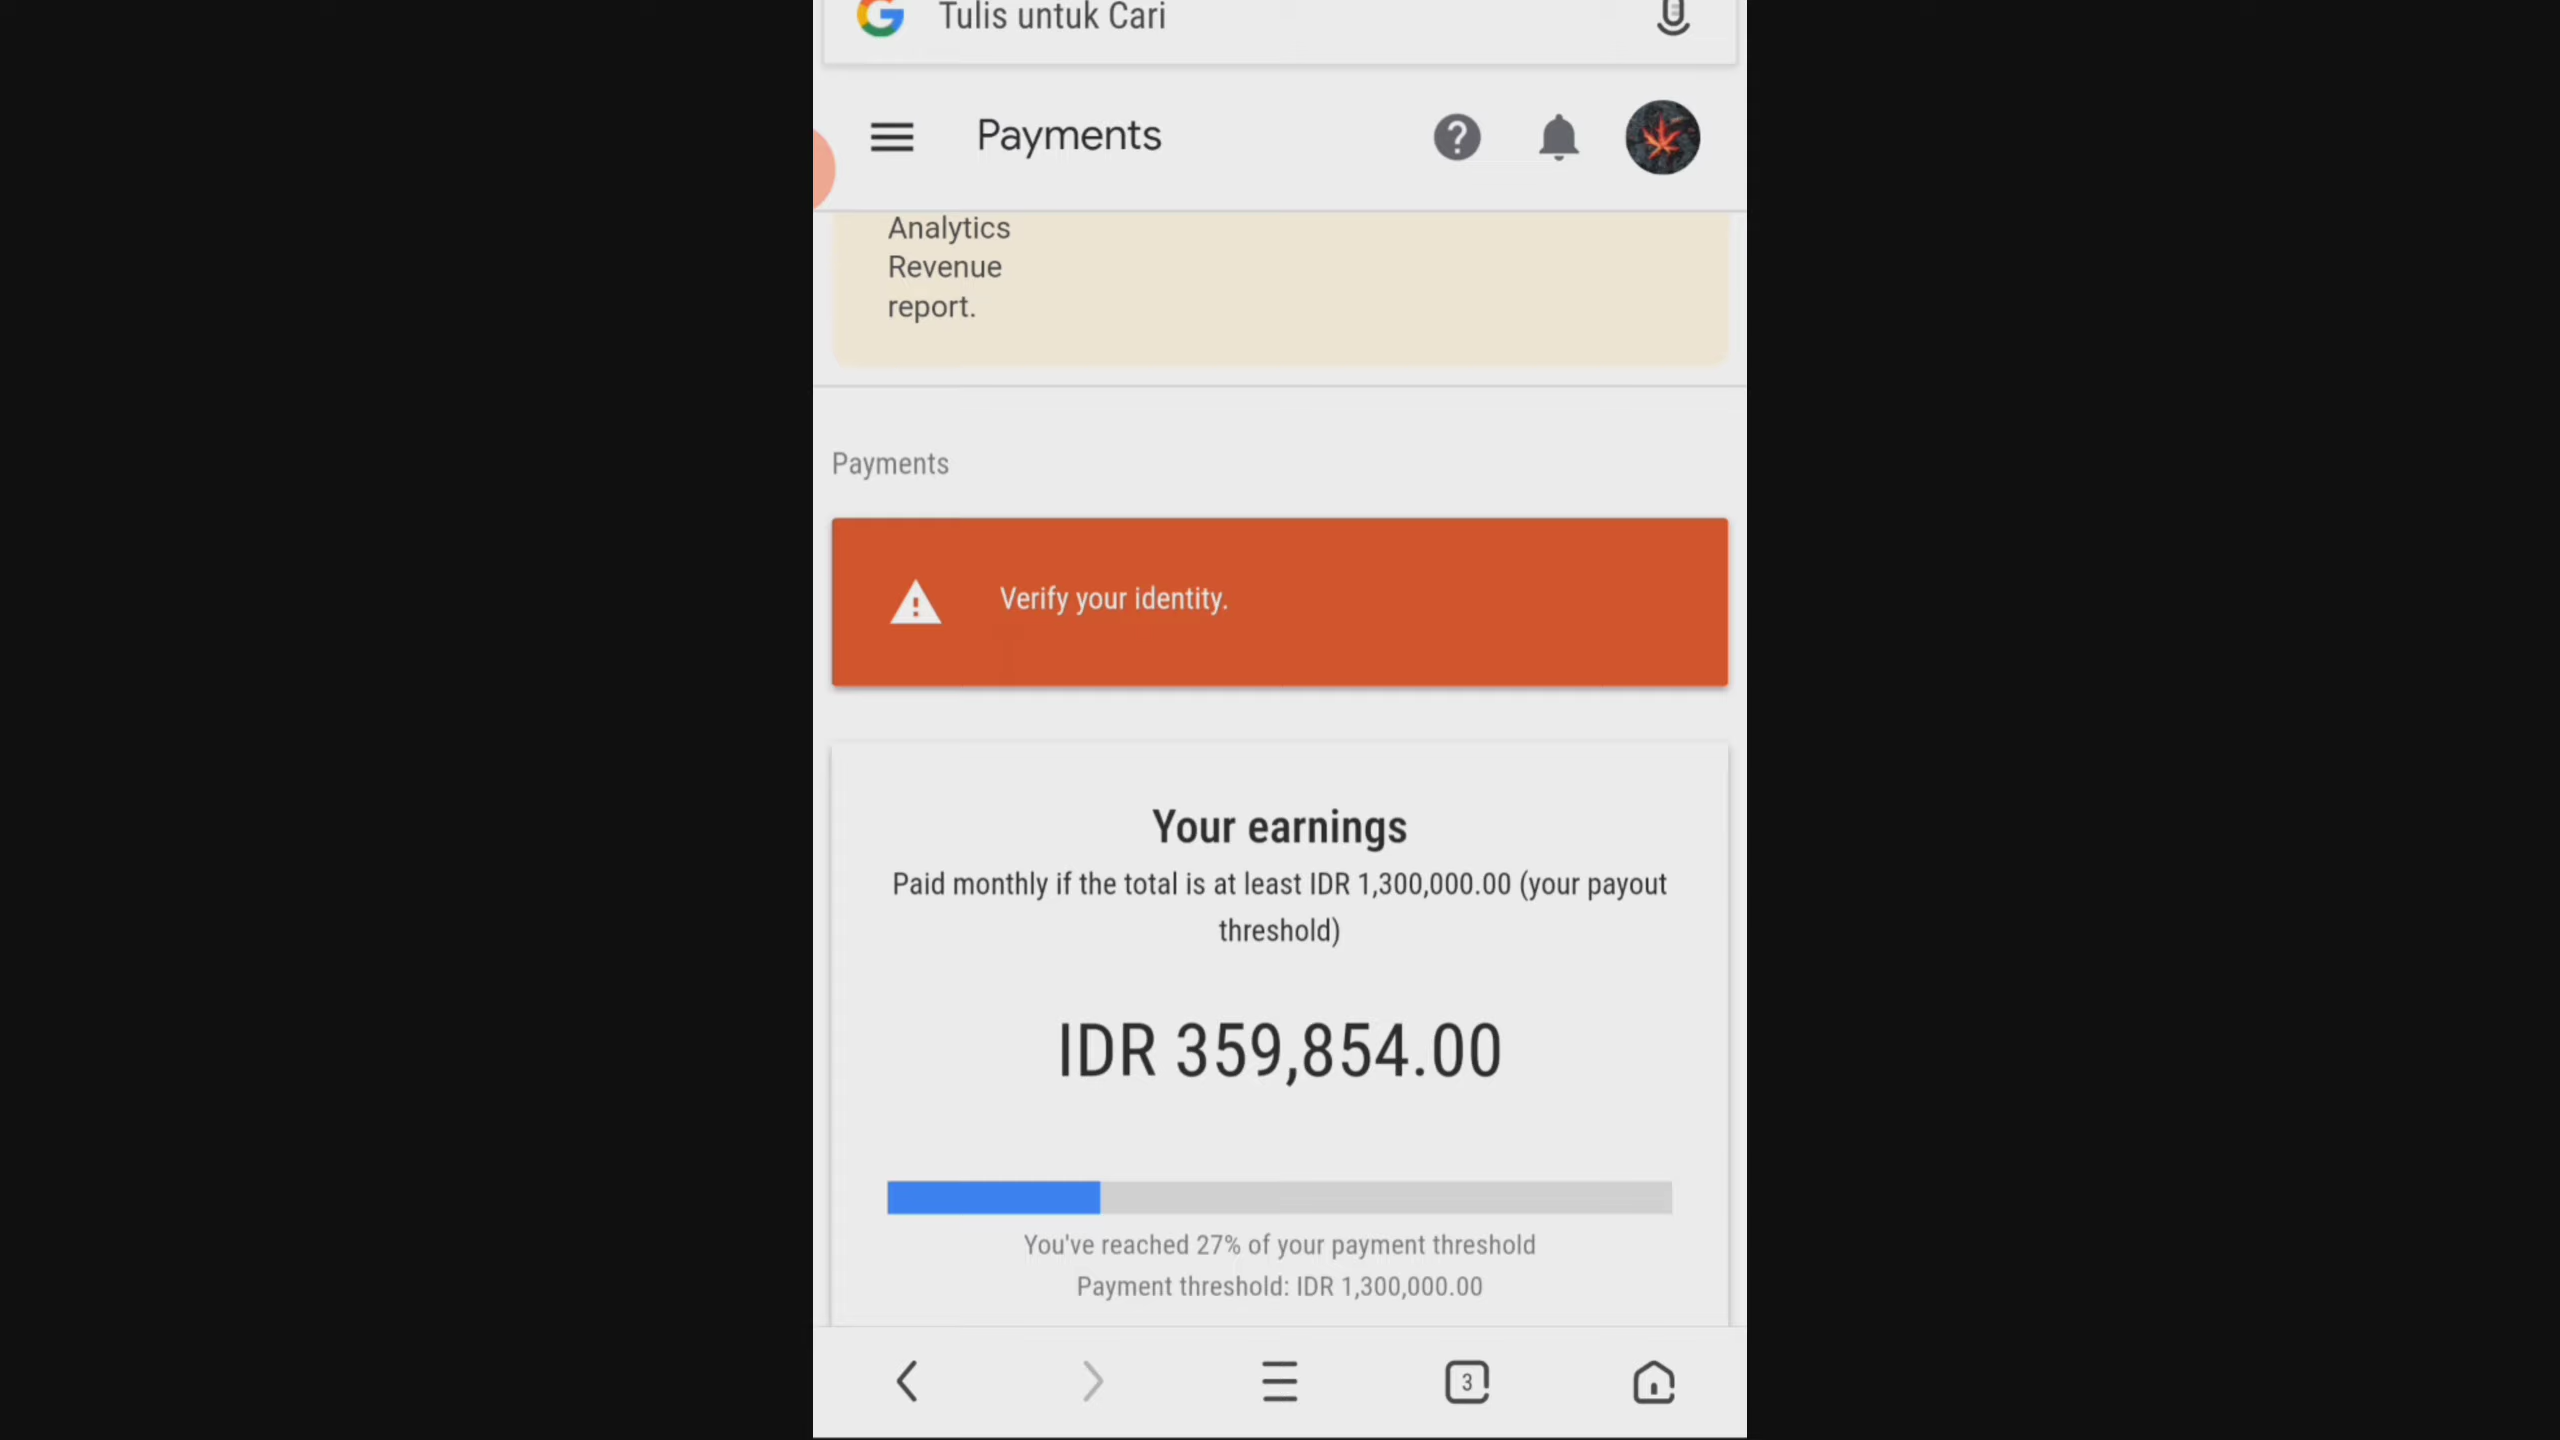 Tulis untuk Cari
Payments
Analytics
Revenue
report.
Payments
Verify your identity.
Your earnings
Paid monthly if the total is at least IDR 1,300,000.00 (your payout
threshold)
IDR 359,854.00
You've reached 27% of your payment threshold
Payment threshold: IDR 1,300,000.00
3